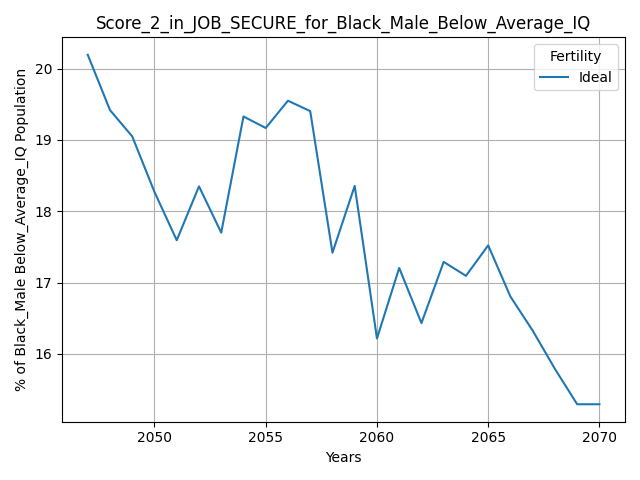 Score_2_in_JOB_SECURE_for_Black_Male_Below_Average_IQ
Fertility
Ideal
% of Black_Male Below_Average_IQ Population
20
19
18
17
16
2050
2055
2060
2065
2070
Years